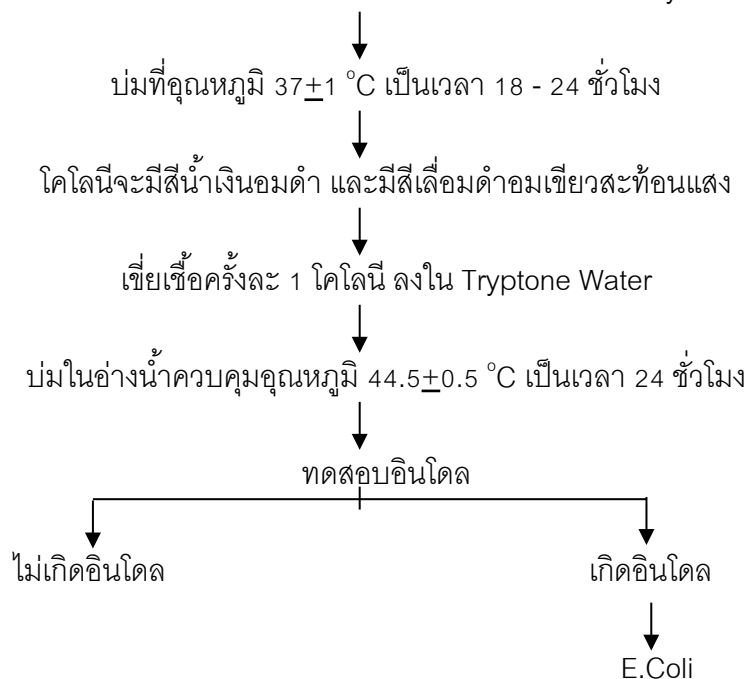 บ่มที่อุณหภูมิ 37±1 °C เป็นเวลา 18 - 24 ชั่วโมง
โคโลนีจะมีสีน้ำเงินอมดำ และมีสีเลื่อมดำอมเขียวสะท้อนแสง
เขี่ยเชื้อครั้งละ 1 โคโลนี ลงใน Tryptone Water
บ่มในอ่างน้ำควบคุมอุณหภูมิ 44.5±0.5 °C เป็นเวลา 24 ชั่วโมง
ทดสอบอินโดล
ไม่เกิดอินโดล เกิดอินโดล
E.Coli